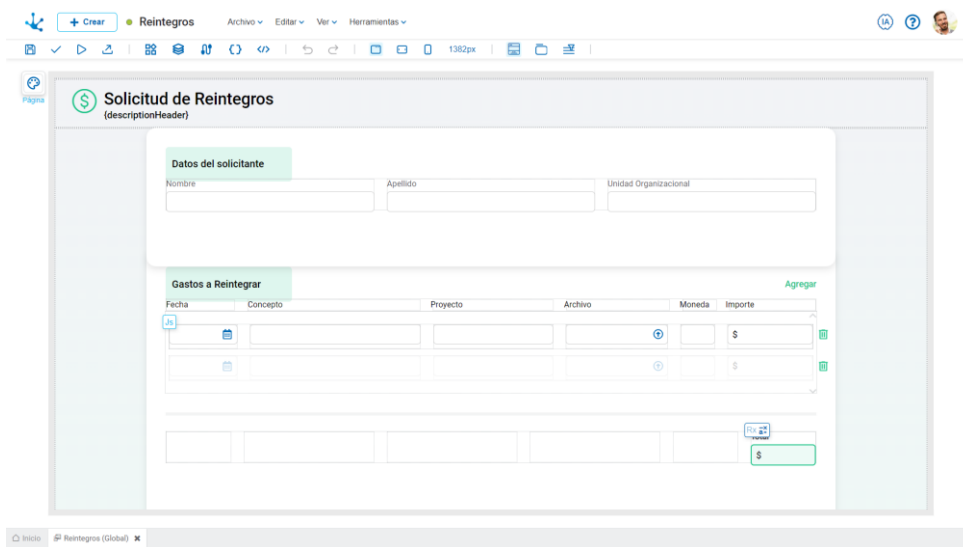 + Crear
Reintegros
Archivo Editar Ver Herramientas
IA ?
1382px
Página
Solicitud de Reintegros
{descriptionHeader}
Datos del solicitante
Nombre Apellido Unidad Organizacional
Gastos a Reintegrar
Agregar
Fecha Concepto Proyecto Archivo Moneda Importe
Js
$
$
Rx
Total
$
Inicio Reintegros (Global)